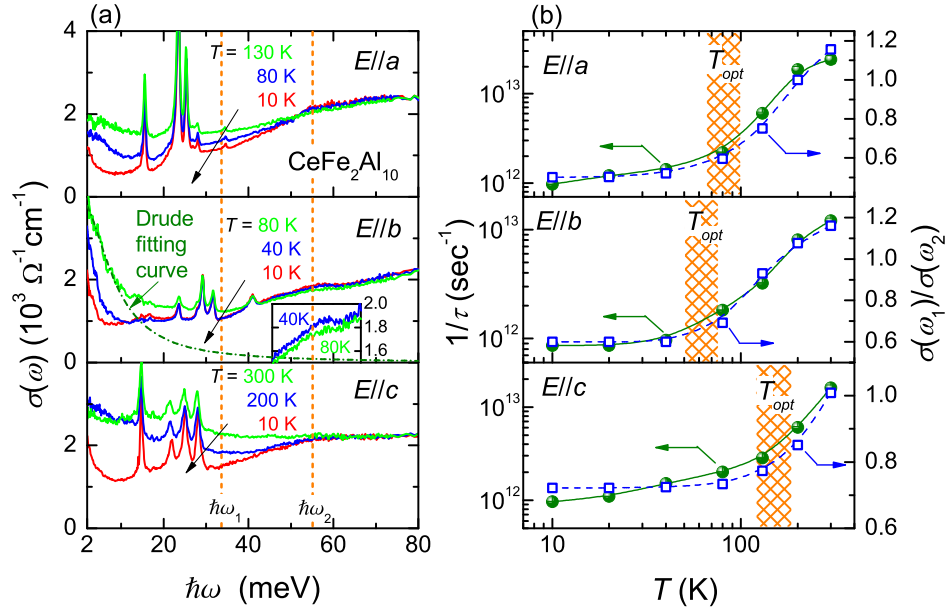 (a)
4
T = 130 K
80 K
10 K
E//a
CeFe2Al10
2
0
T = 80 K
40 K
10 K
E//b
Drude
fitting
curve
2
40K
80K
2.0
1.8
1.6
0
T = 300 K
200 K
10 K
E//c
2
0
ℏω1
ℏω2
2 20 40 60 80
ℏω (meV)
σ(ω) (10³ Ω⁻¹cm⁻¹)
(b)
E//a
Topt
10¹³
10¹²
1.2
1.0
0.8
0.6
E//b
Topt
10¹³
10¹²
1.2
1.0
0.8
0.6
E//c
Topt
10¹²
1.0
0.8
0.6
10 100
T (K)
1/τ (sec⁻¹)
σ(ω1)/σ(ω2)